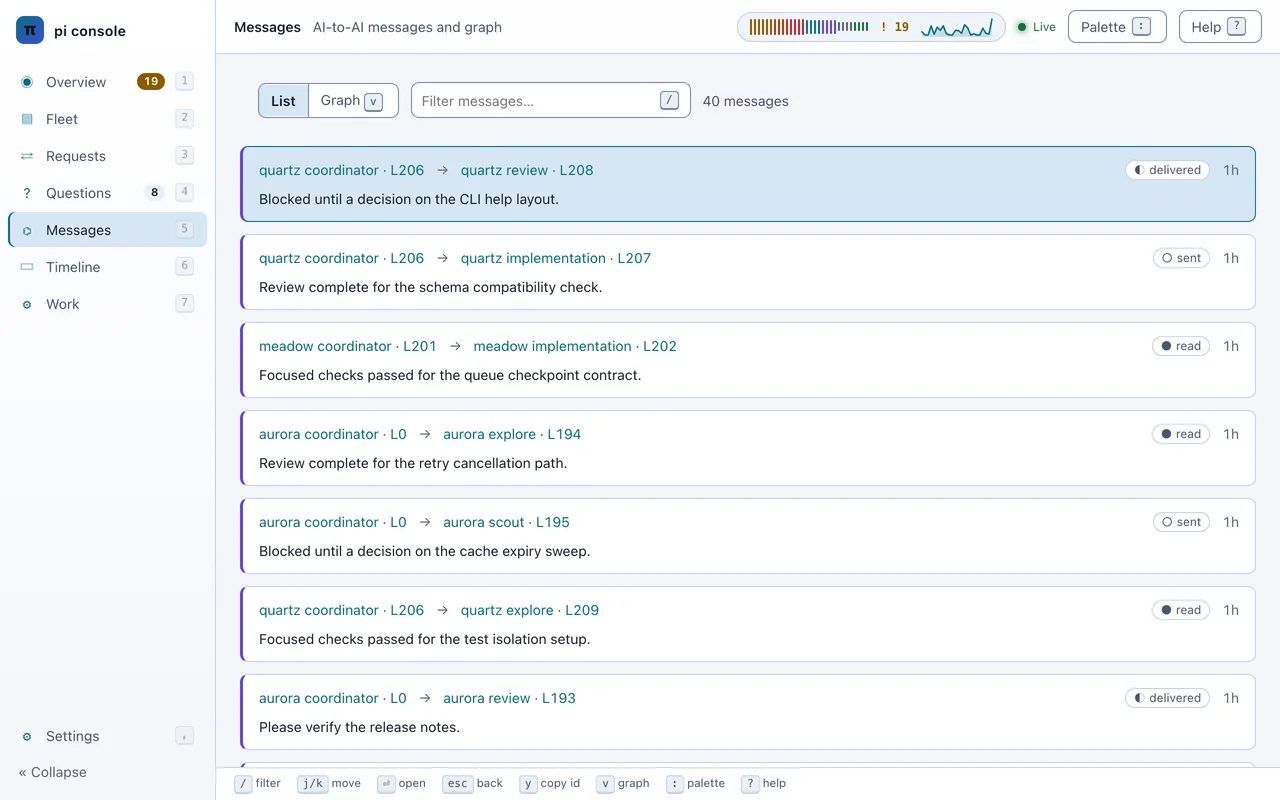 π pi console
Overview 19 1
Fleet 2
Requests 3
? Questions 8 4
Messages 5
Timeline 6
Work 7
Settings ,
« Collapse
Messages AI-to-AI messages and graph
! 19
Live
Palette :
Help ?
List Graph v
Filter messages... /
40 messages
quartz coordinator · L206 → quartz review · L208 delivered 1h
Blocked until a decision on the CLI help layout.
quartz coordinator · L206 → quartz implementation · L207 sent 1h
Review complete for the schema compatibility check.
meadow coordinator · L201 → meadow implementation · L202 read 1h
Focused checks passed for the queue checkpoint contract.
aurora coordinator · L0 → aurora explore · L194 read 1h
Review complete for the retry cancellation path.
aurora coordinator · L0 → aurora scout · L195 sent 1h
Blocked until a decision on the cache expiry sweep.
quartz coordinator · L206 → quartz explore · L209 read 1h
Focused checks passed for the test isolation setup.
aurora coordinator · L0 → aurora review · L193 delivered 1h
Please verify the release notes.
/ filter j/k move ⏎ open esc back y copy id v graph : palette ? help